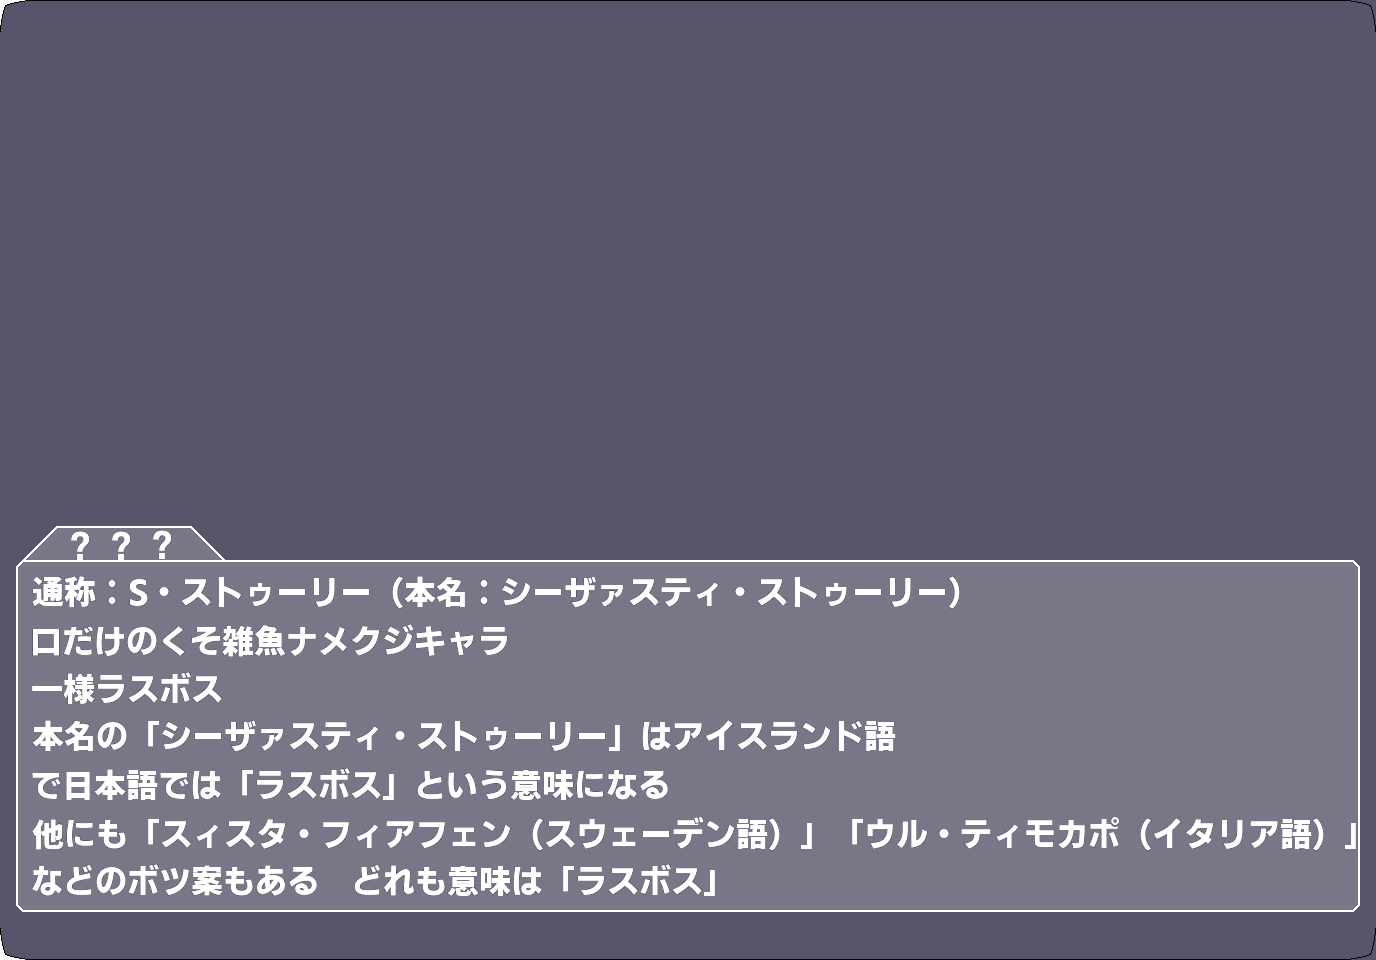 ？？？
通称：S・ストゥーリー（本名：シーザァスティ・ストゥーリー）
口だけのくそ雑魚ナメクジキャラ
一様ラスボス
本名の「シーザァスティ・ストゥーリー」はアイスランド語
で日本語では「ラスボス」という意味になる
他にも「スィスタ・フィアフェン（スウェーデン語）」「ウル・ティモカポ（イタリア語）」
などのボツ案もある　どれも意味は「ラスボス」